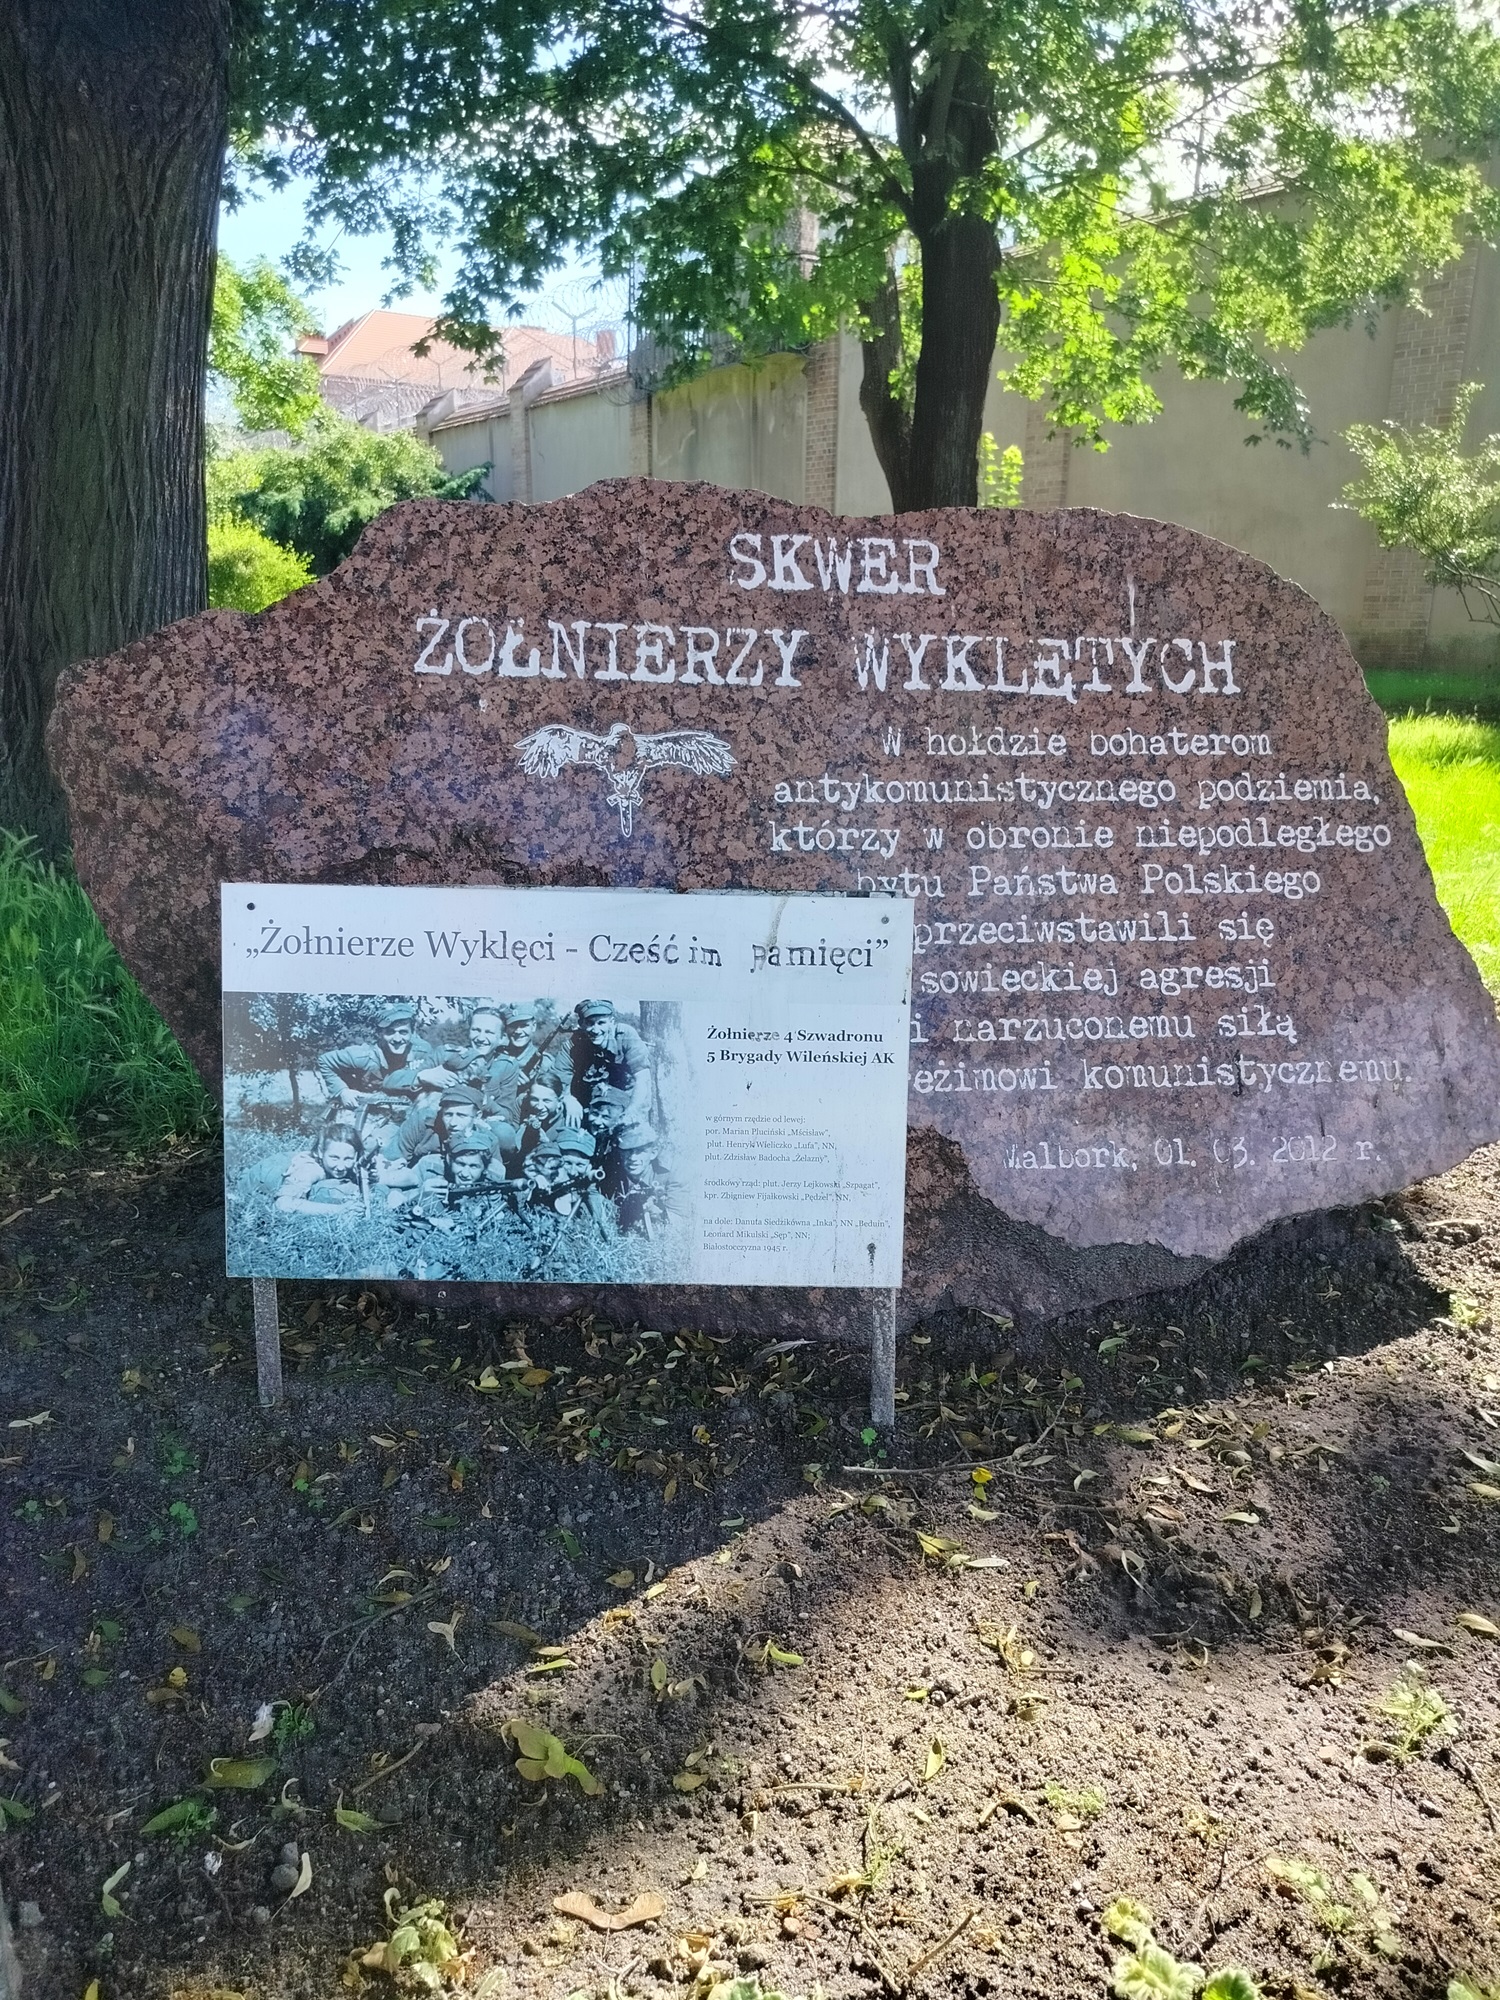 SKWER
ŻOŁNIERZY WYKLĘTYCH
W hołdzie bohaterom
antykomunistycznego podziemia,
którzy w obronie niepodległego
bytu Państwa Polskiego
przeciwstawili się
sowieckiej agresji
i narzuconemu siłą
eżimowi komunistycznemu.
Malbork, 01. 03. 2012 r.
„Żołnierze Wyklęci - Cześć im pamięci”
Żołnierze 4 Szwadronu
5 Brygady Wileńskiej AK
w górnym rzędzie od lewej:
por. Marian Pluciński „Mścisław”,
plut. Henryk Wieliczko „Lufa”, NN,
plut. Zdzisław Badocha „Żelazny”,
środkowy rząd: plut. Jerzy Lejkowski „Szpagat”,
kpr. Zbigniew Fijałkowski „Pędzel”, NN,
na dole: Danuta Siedzikówna „Inka”, NN „Beduin”,
Leonard Mikulski „Sęp”, NN;
Białostocczyzna 1945 r.